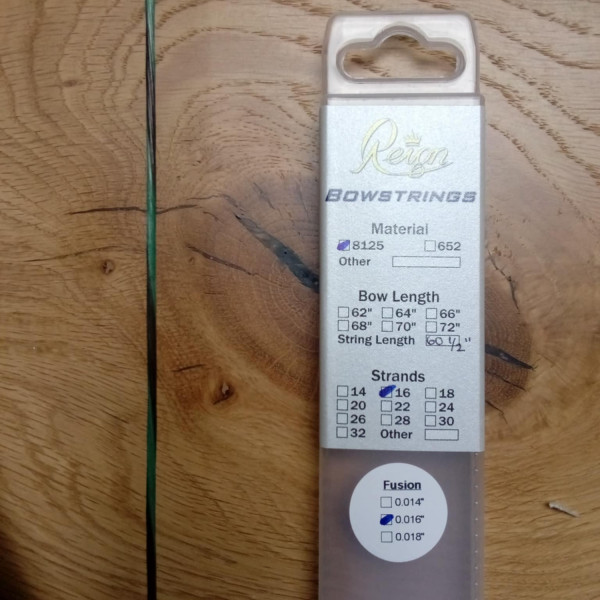 Reign
BOWSTRINGS
Material
8125 652
Other
Bow Length
62" 64" 66"
68" 70" 72"
String Length 60 1/2"
Strands
14 16 18
20 22 24
26 28 30
32 Other
Fusion
0.014"
0.016"
0.018"